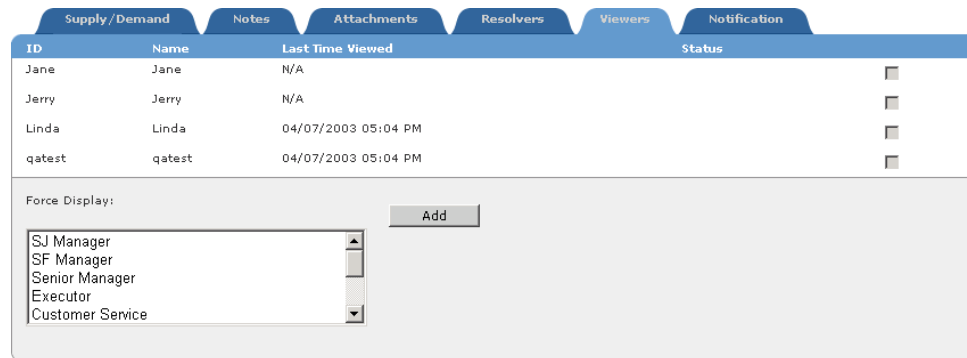 Supply/Demand Notes Attachments Resolvers Viewers Notification
ID Name Last Time Viewed Status
Jane Jane N/A
Jerry Jerry N/A
Linda Linda 04/07/2003 05:04 PM
qatest qatest 04/07/2003 05:04 PM
Force Display:
Add
SJ Manager
SF Manager
Senior Manager
Executor
Customer Service